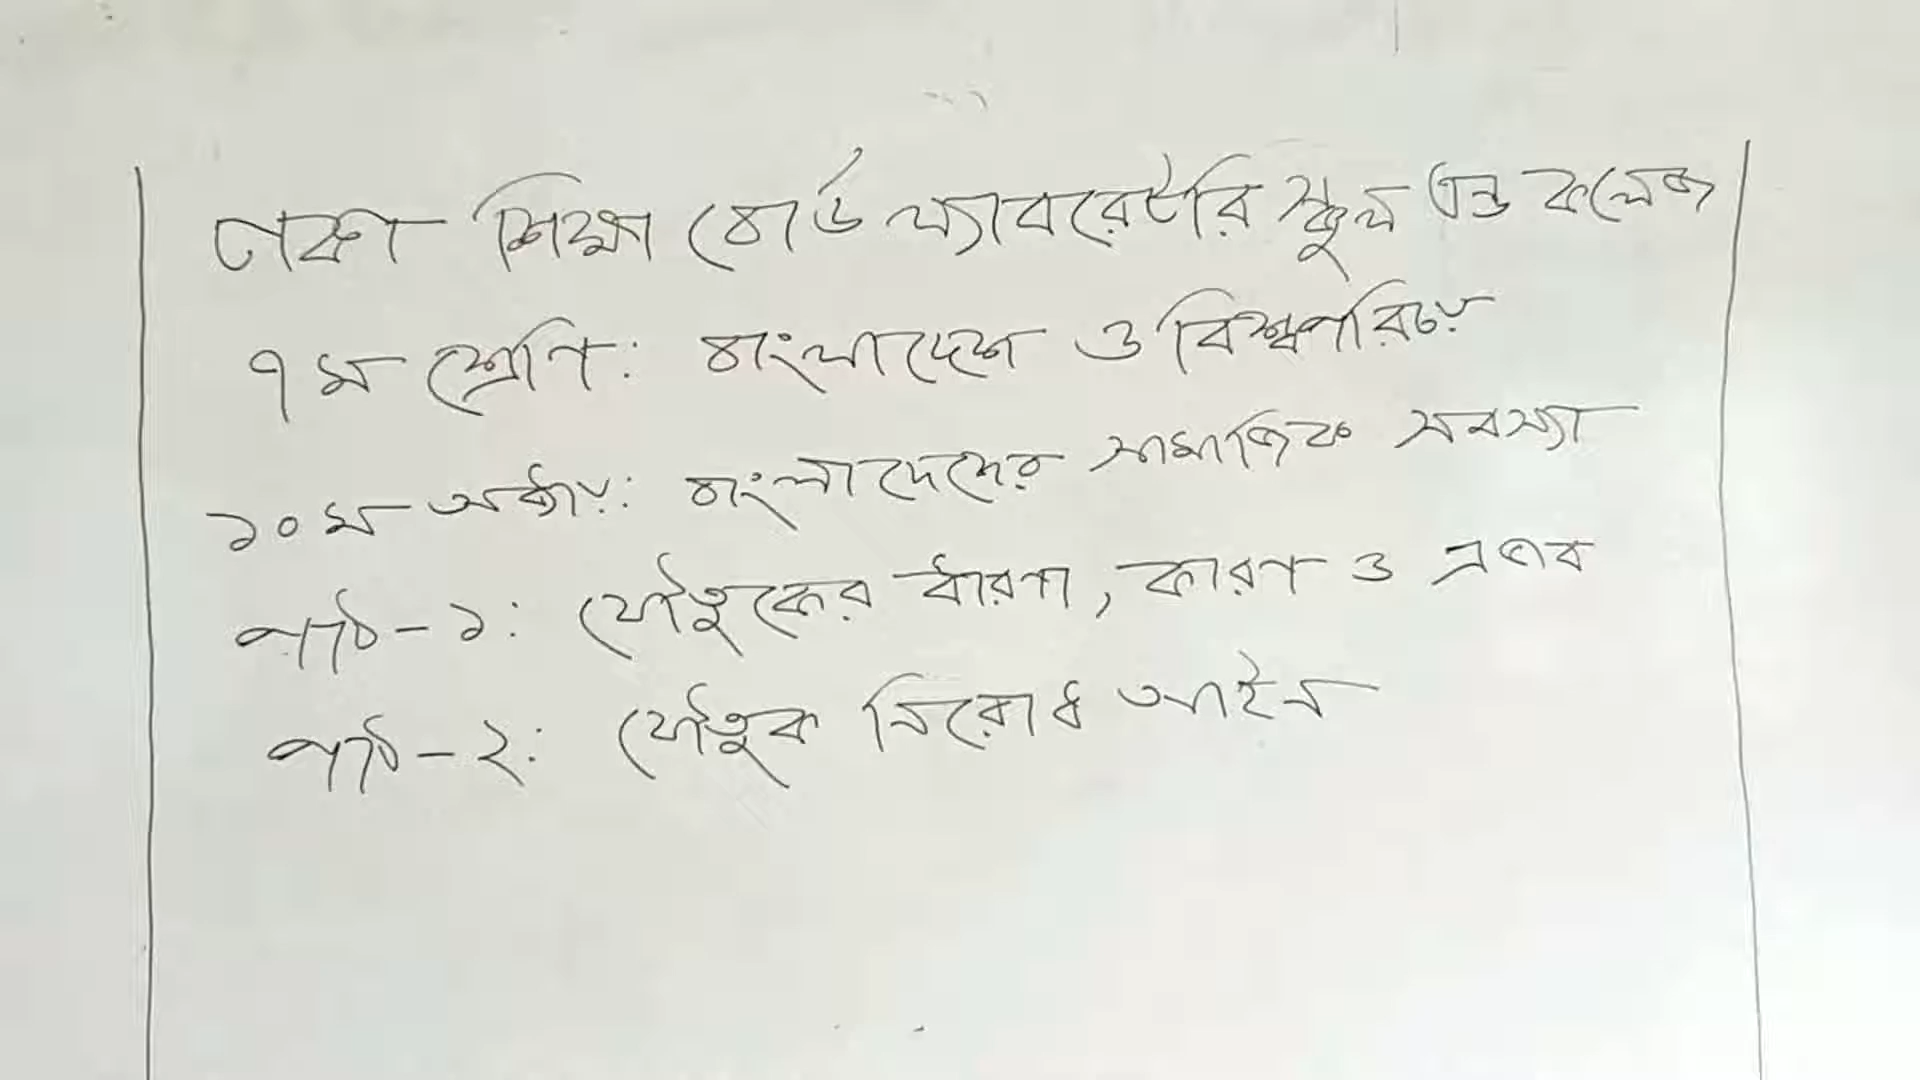 ঢাকা শিক্ষা বোর্ড ল্যাবরেটরি স্কুল এন্ড কলেজ
৭ম শ্রেণি: বাংলাদেশ ও বিশ্বপরিচয়
১০ম অধ্যায়: বাংলাদেশের সামাজিক সমস্যা
পাঠ-১: যৌতুকের ধারণা, কারণ ও প্রভাব
পাঠ-২: যৌতুক নিরোধ আইন